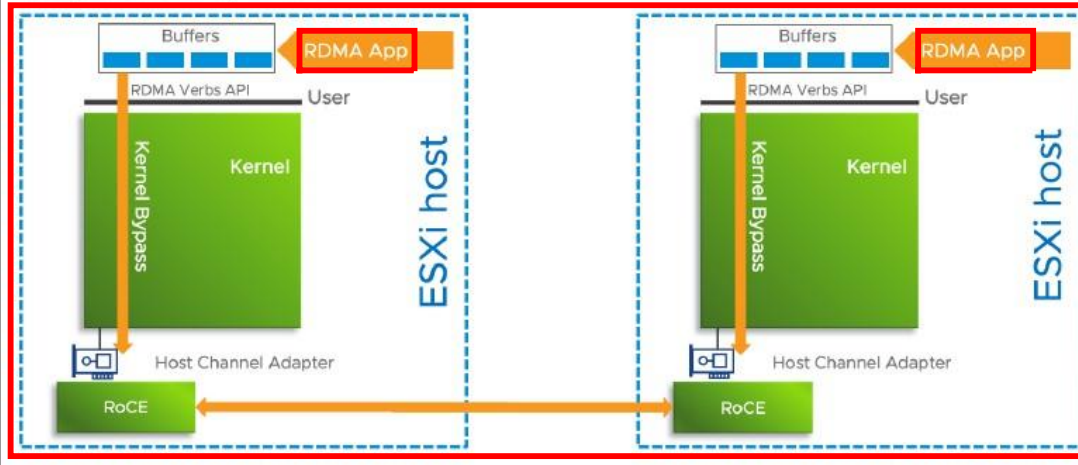 Buffers
RDMA App
RDMA Verbs API
User
Kernel Bypass
Kernel
ESXi host
Host Channel Adapter
RoCE
Buffers
RDMA App
RDMA Verbs API
User
Kernel Bypass
Kernel
ESXi host
Host Channel Adapter
RoCE